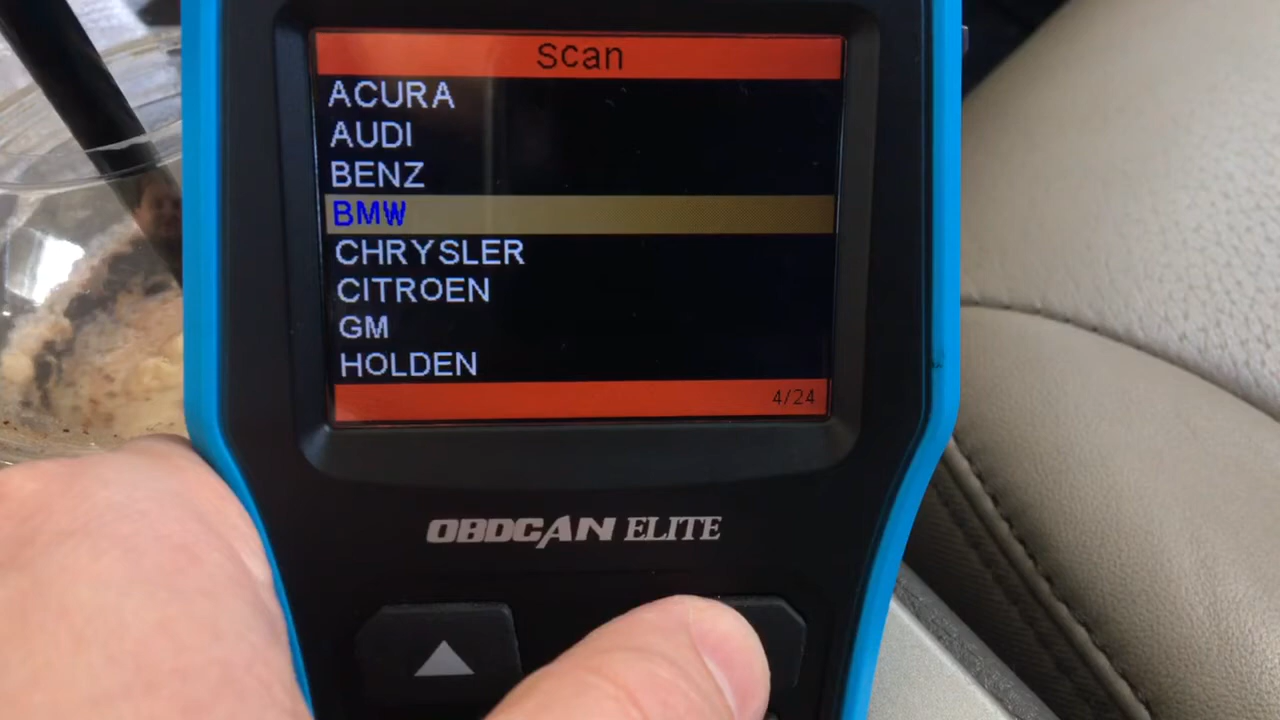 Scan
ACURA
AUDI
BENZ
BMW
CHRYSLER
CITROEN
GM
HOLDEN
4/24
OBDCAN ELITE